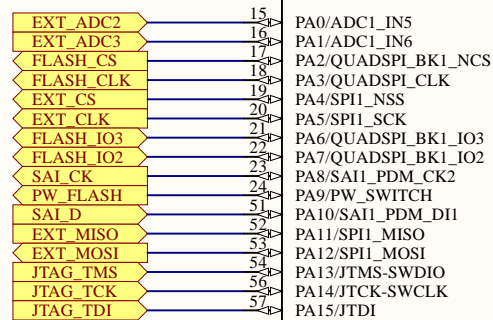 EXT_ADC2 15 PA0/ADC1_IN5
EXT_ADC3 16 PA1/ADC1_IN6
FLASH_CS 17 PA2/QUADSPI_BK1_NCS
FLASH_CLK 18 PA3/QUADSPI_CLK
EXT_CS 19 PA4/SPI1_NSS
EXT_CLK 20 PA5/SPI1_SCK
FLASH_IO3 21 PA6/QUADSPI_BK1_IO3
FLASH_IO2 22 PA7/QUADSPI_BK1_IO2
SAI_CK 23 PA8/SAI1_PDM_CK2
PW_FLASH 24 PA9/PW_SWITCH
SAI_D 51 PA10/SAI1_PDM_DI1
EXT_MISO 52 PA11/SPI1_MISO
EXT_MOSI 53 PA12/SPI1_MOSI
JTAG_TMS 54 PA13/JTMS-SWDIO
JTAG_TCK 56 PA14/JTCK-SWCLK
JTAG_TDI 57 PA15/JTDI